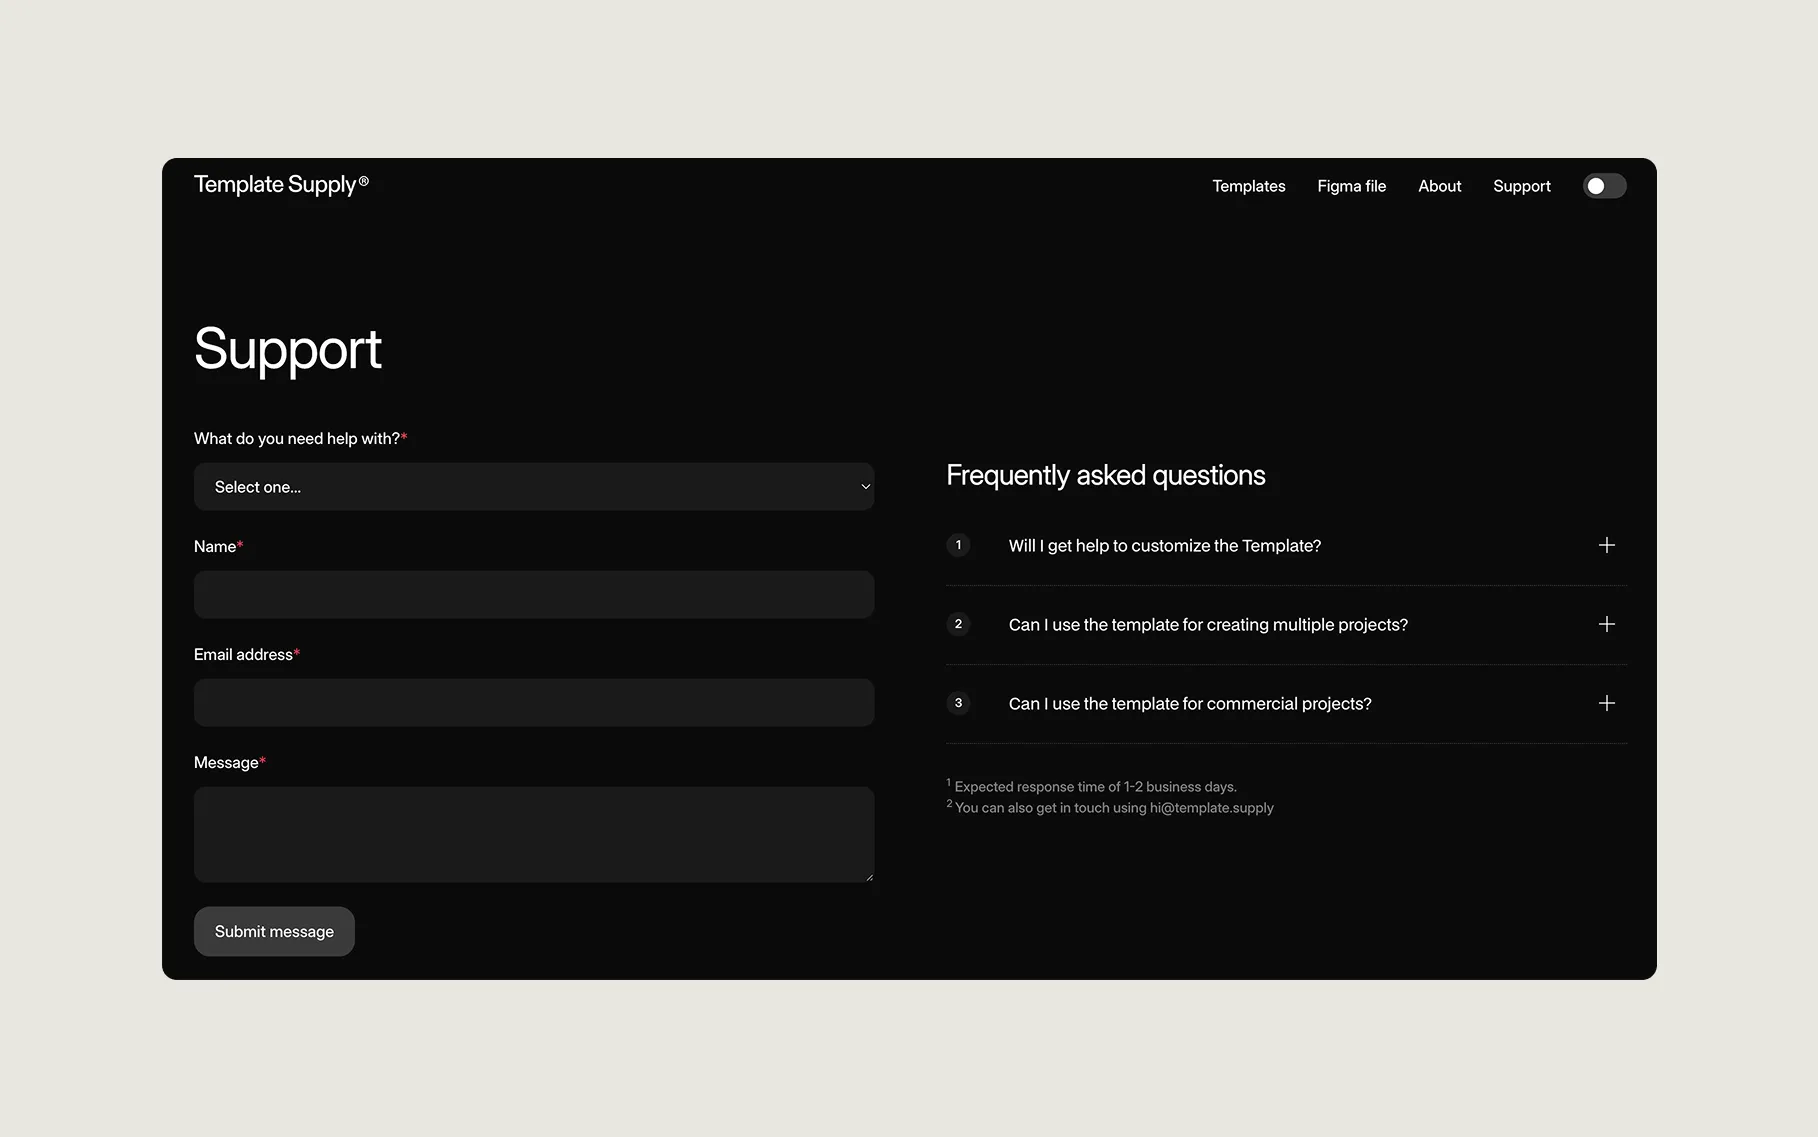 Template Supply®
Templates
Figma file
About
Support
Support
What do you need help with?*
Select one...
Name*
Email address*
Message*
Submit message
Frequently asked questions
1 Will I get help to customize the Template?
2 Can I use the template for creating multiple projects?
3 Can I use the template for commercial projects?
¹ Expected response time of 1-2 business days.
² You can also get in touch using hi@template.supply